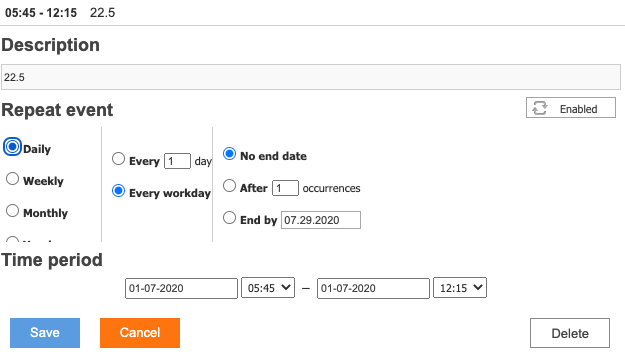 05:45 - 12:15 22.5
Description
22.5
Repeat event
Enabled
Daily
Weekly
Monthly
Every 1 day
Every workday
No end date
After 1 occurrences
End by 07.29.2020
Time period
01-07-2020 05:45 – 01-07-2020 12:15
Save Cancel Delete